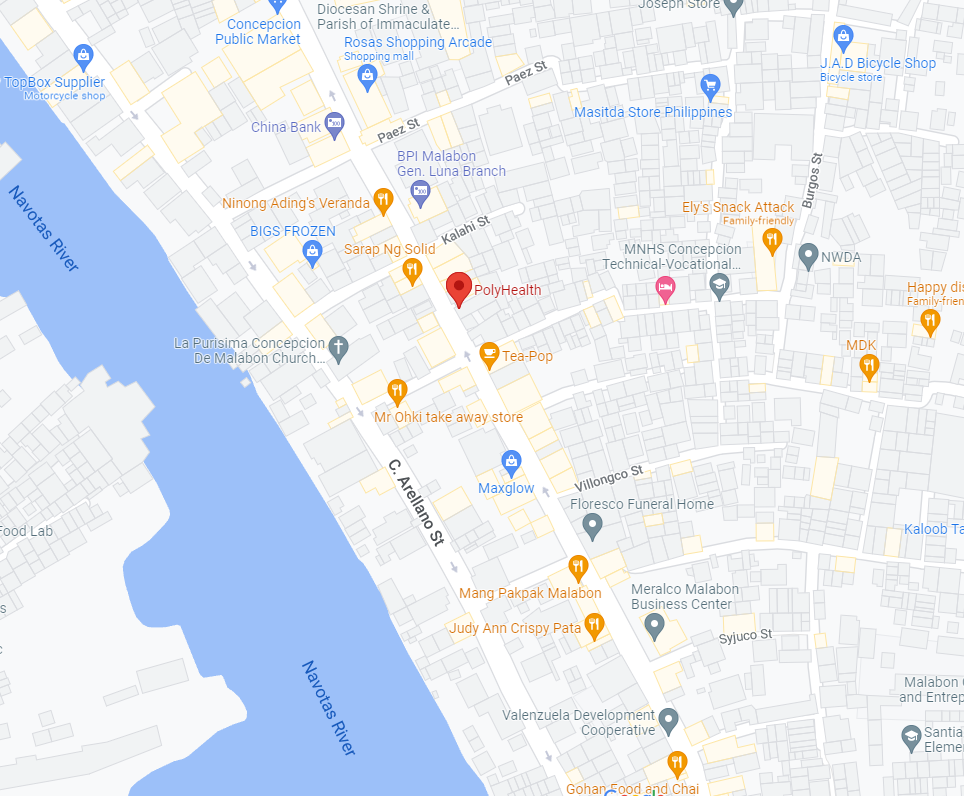 Diocesan Shrine &
Parish of Immaculate...
Joseph Store
Concepcion
Public Market
Rosas Shopping Arcade
Shopping mall
J.A.D Bicycle Shop
Bicycle store
TopBox Supplier
Motorcycle shop
Paez St
Masitda Store Philippines
China Bank
Paez St
BPI Malabon
Gen. Luna Branch
Burgos St
Navotas River
Ninong Ading's Veranda
Ely's Snack Attack
Family-friendly
BIGS FROZEN
Kalahi St
Sarap Ng Solid
MNHS Concepcion
Technical-Vocational...
NWDA
PolyHealth
Happy dis
Family-frien
La Purisima Concepcion
De Malabon Church...
Tea-Pop
MDK
Mr Ohki take away store
C. Arellano St
Maxglow
Villongco St
Floresco Funeral Home
Food Lab
Kaloob Ta
Mang Pakpak Malabon
Meralco Malabon
Business Center
s
Judy Ann Crispy Pata
Syjuco St
Navotas River
Malabon
and Entrep
Valenzuela Development
Cooperative
Santia
Eleme
Gohan Food and Chai